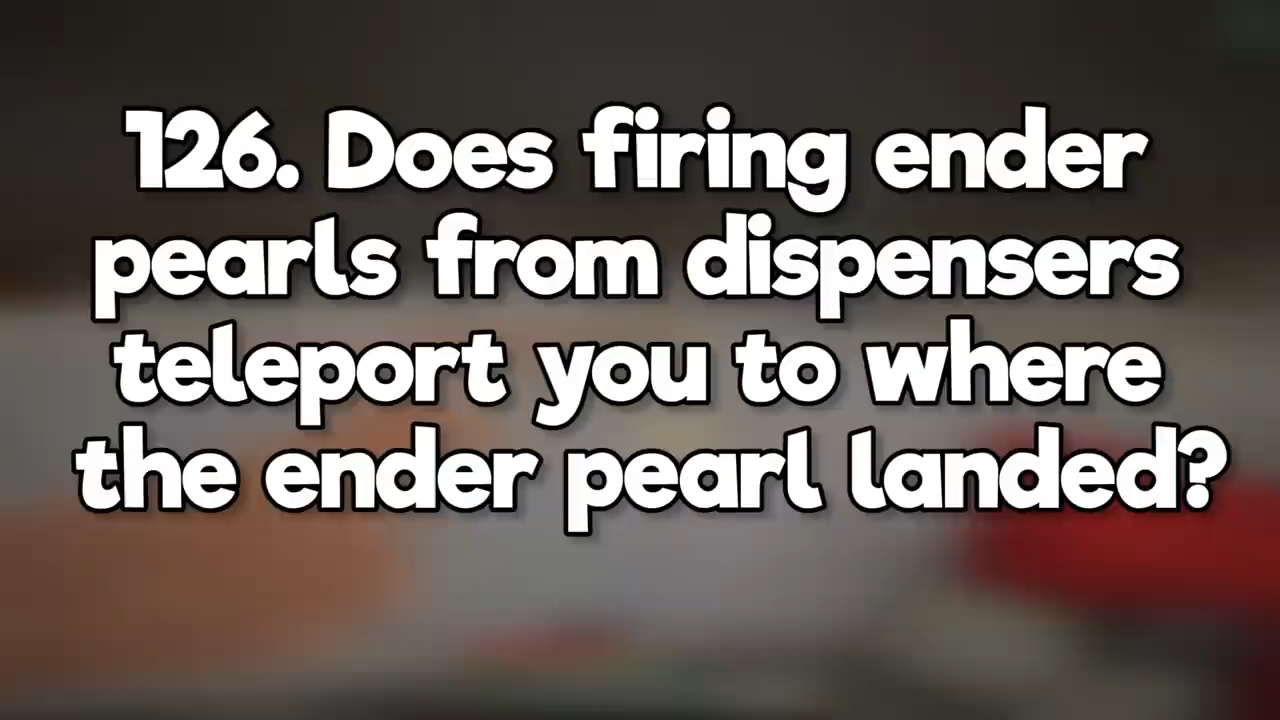 126. Does firing ender
pearls from dispensers
teleport you to where
the ender pearl landed?